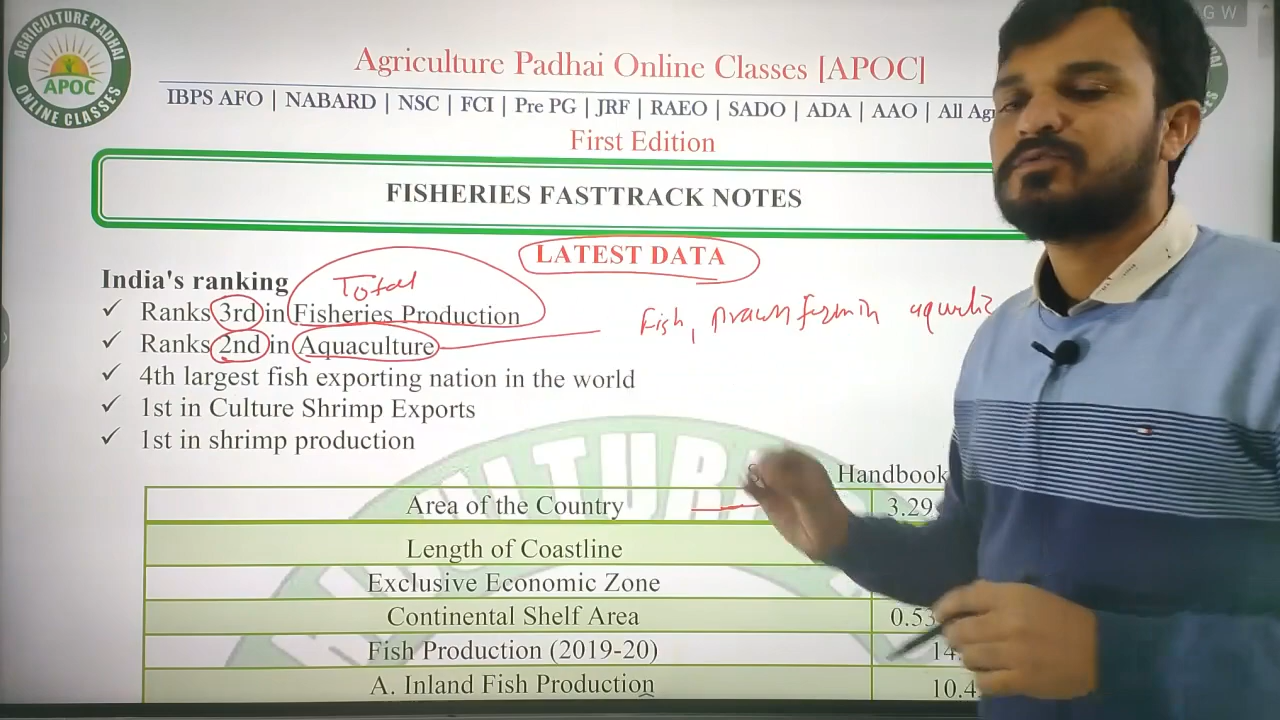 AGRICULTURE PADHAI
APOC
ONLINE CLASSES
Agriculture Padhai Online Classes [APOC]
IBPS AFO | NABARD | NSC | FCI | Pre PG | JRF | RAEO | SADO | ADA | AAO | All
First Edition
FISHERIES FASTTRACK NOTES
LATEST DATA
India's ranking
Total
✓ Ranks 3rd in Fisheries Production
Fish, prawn
✓ Ranks 2nd in Aquaculture
✓ 4th largest fish exporting nation in the world
✓ 1st in Culture Shrimp Exports
✓ 1st in shrimp production
Handbook
Area of the Country 3.29
Length of Coastline
Exclusive Economic Zone
Continental Shelf Area 0.53
Fish Production (2019-20) 14.
A. Inland Fish Production 10.4